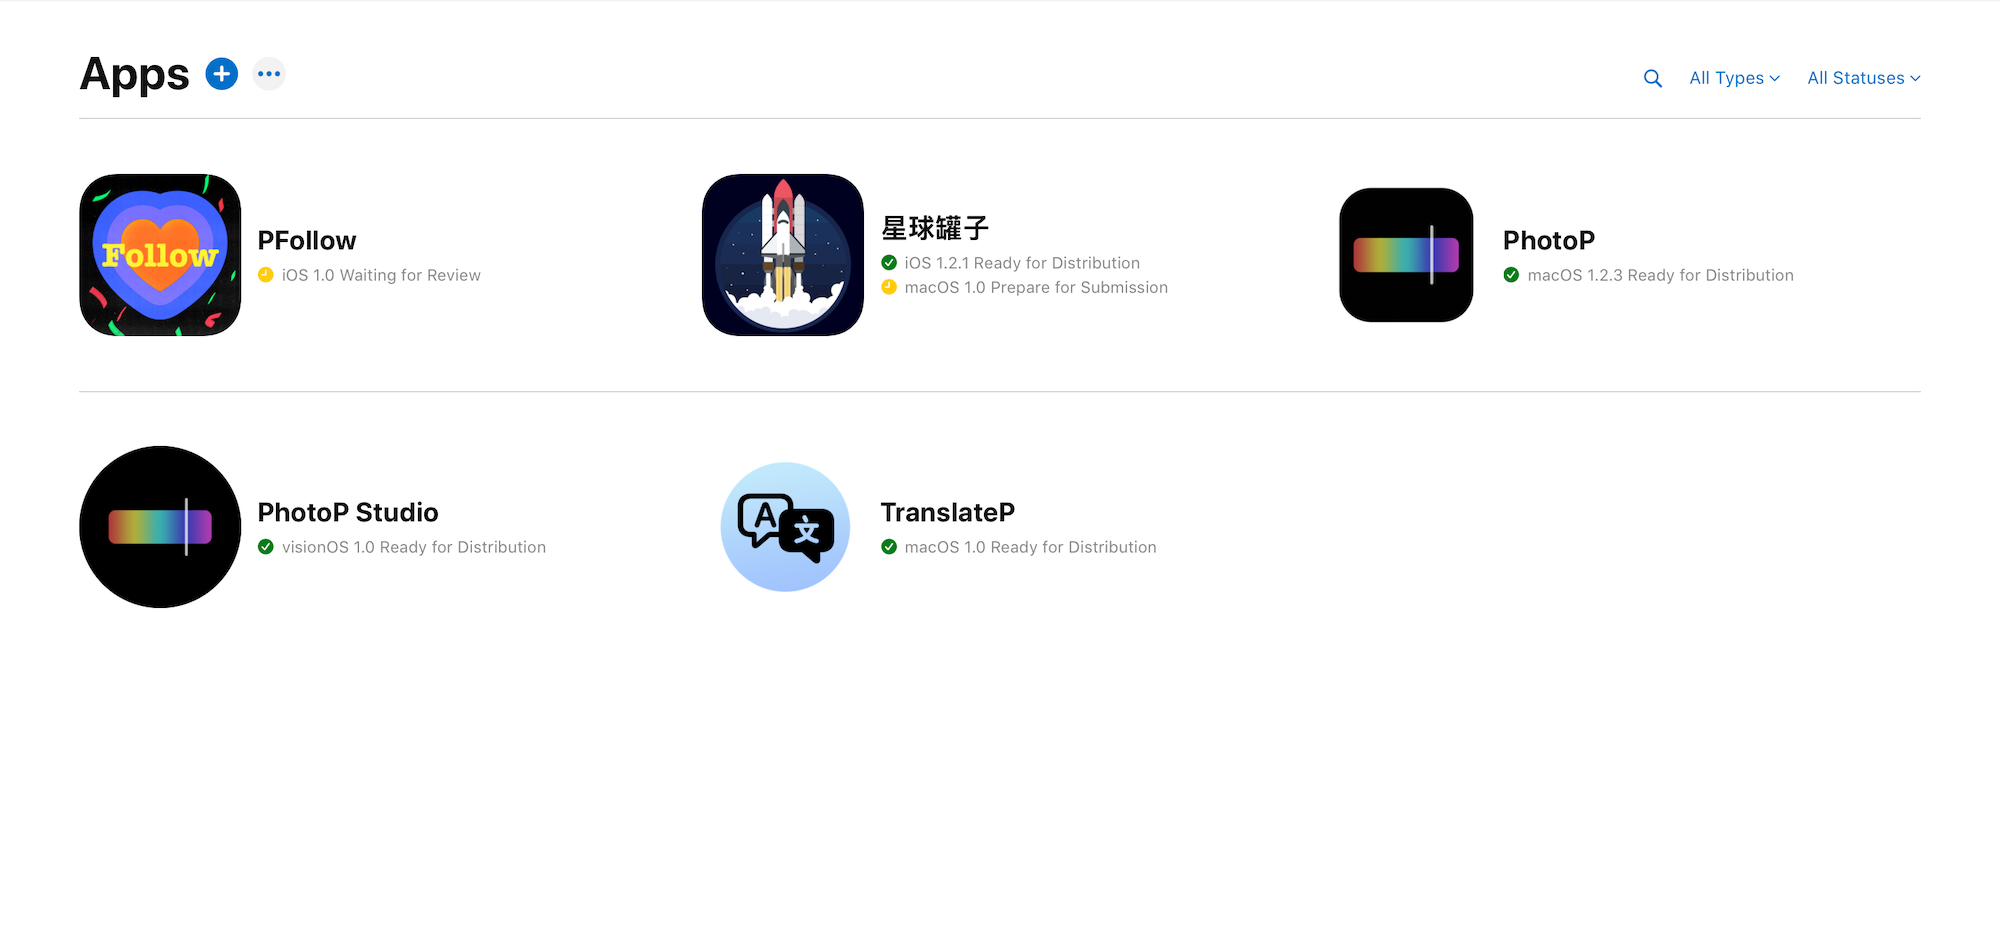 Apps
All Types
All Statuses
Follow
PFollow
iOS 1.0 Waiting for Review
星球罐子
iOS 1.2.1 Ready for Distribution
macOS 1.0 Prepare for Submission
PhotoP
macOS 1.2.3 Ready for Distribution
PhotoP Studio
visionOS 1.0 Ready for Distribution
A 文
TranslateP
macOS 1.0 Ready for Distribution